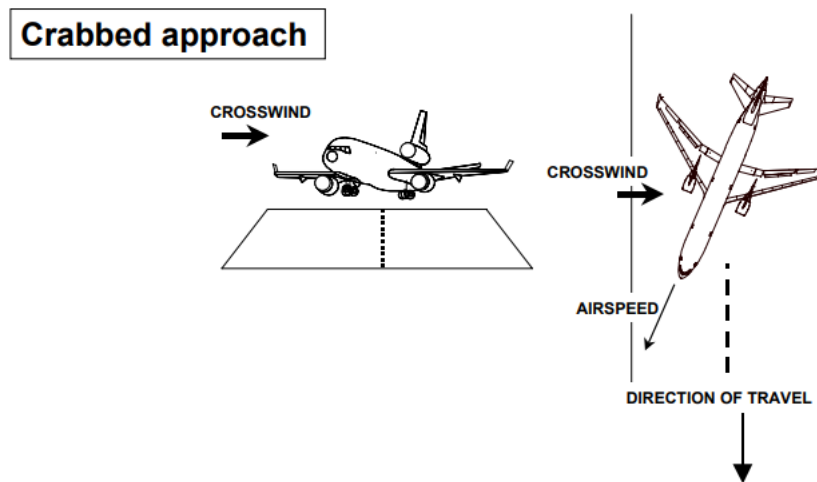 Crabbed approach
CROSSWIND
CROSSWIND
AIRSPEED
DIRECTION OF TRAVEL